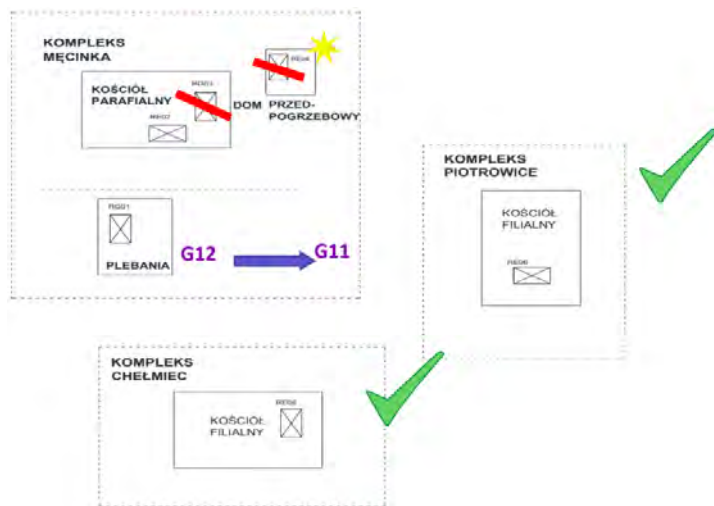 KOMPLEKS
MĘCINKA
KOŚCIÓŁ
PARAFIALNY
DOM PRZED-
POGRZEBOWY
PLEBANIA
G12
G11
KOMPLEKS
PIOTROWICE
KOŚCIÓŁ
FILIALNY
KOMPLEKS
CHEŁMIEC
KOŚCIÓŁ
FILIALNY